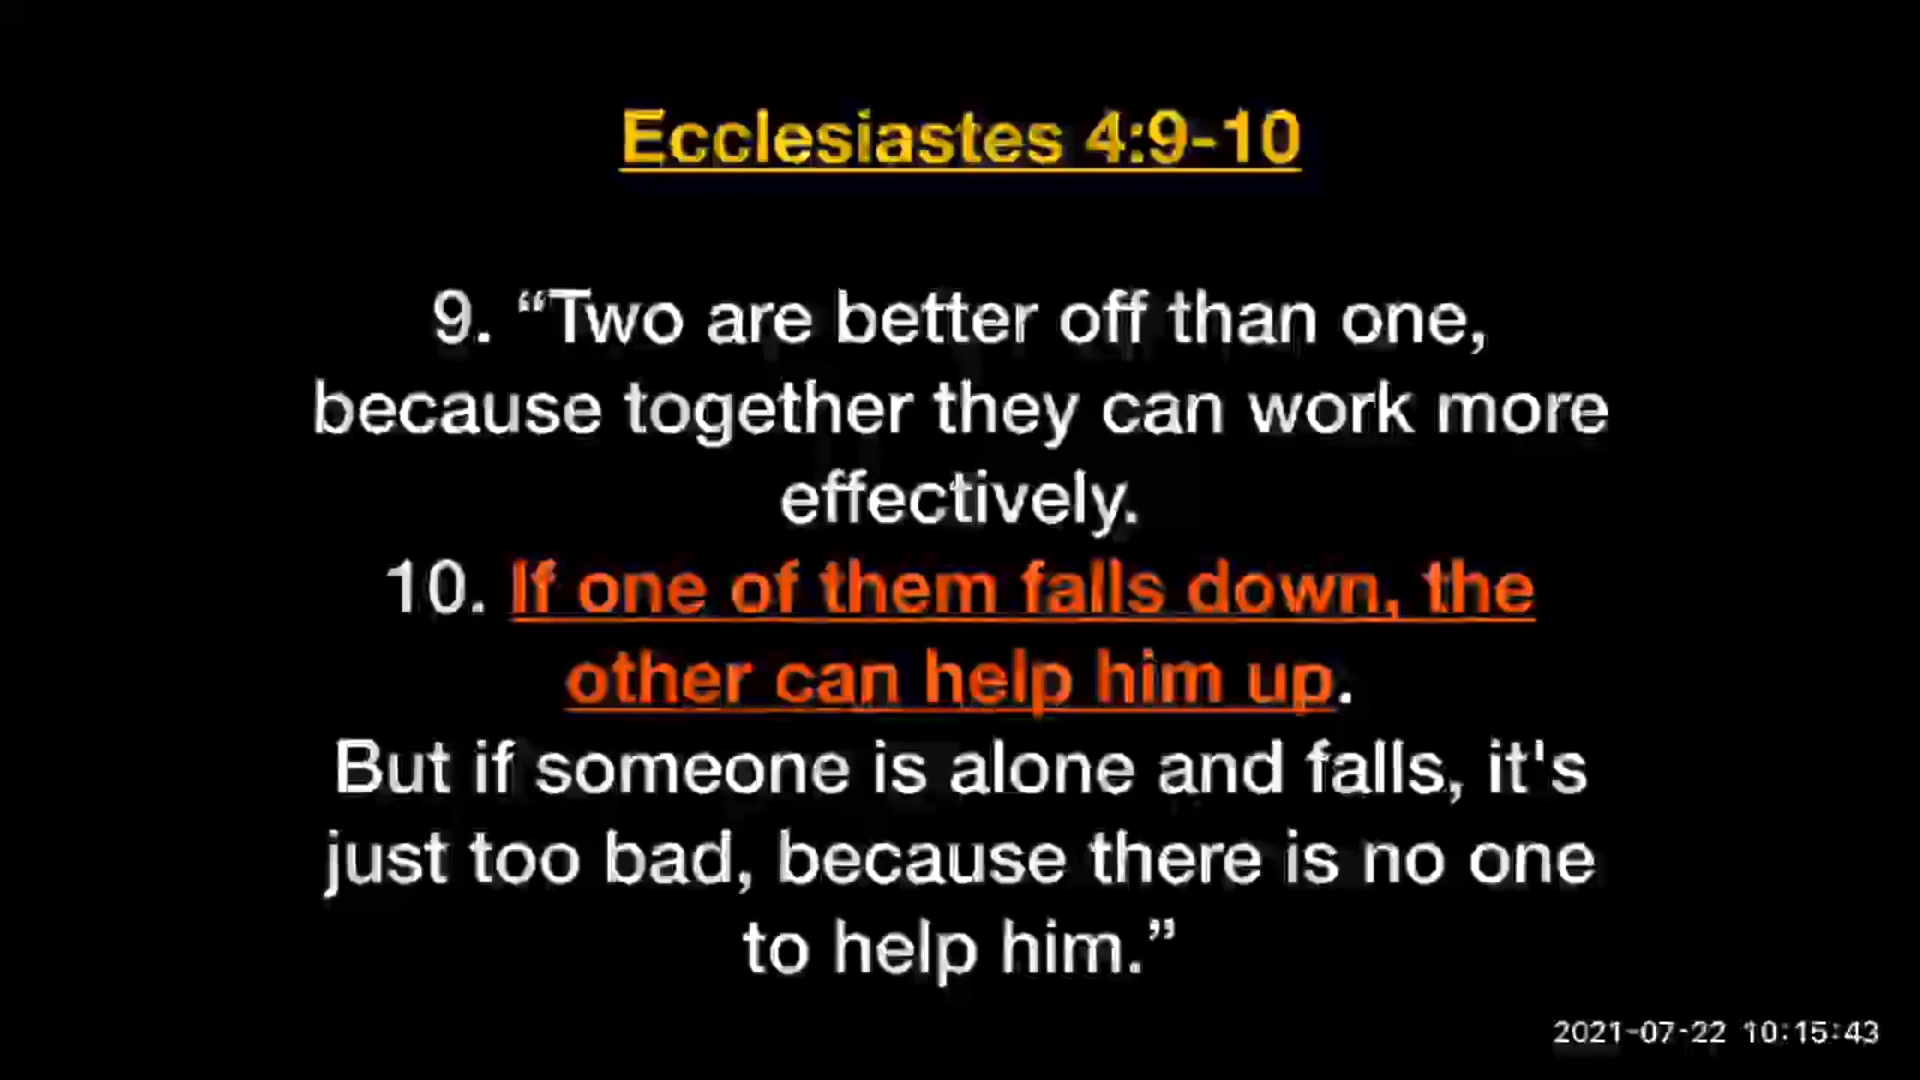 Ecclesiastes 4:9-10
9. “Two are better off than one,
because together they can work more
effectively.
10. If one of them falls down, the
other can help him up.
But if someone is alone and falls, it's
just too bad, because there is no one
to help him.”
2021-07-22 10:15:43